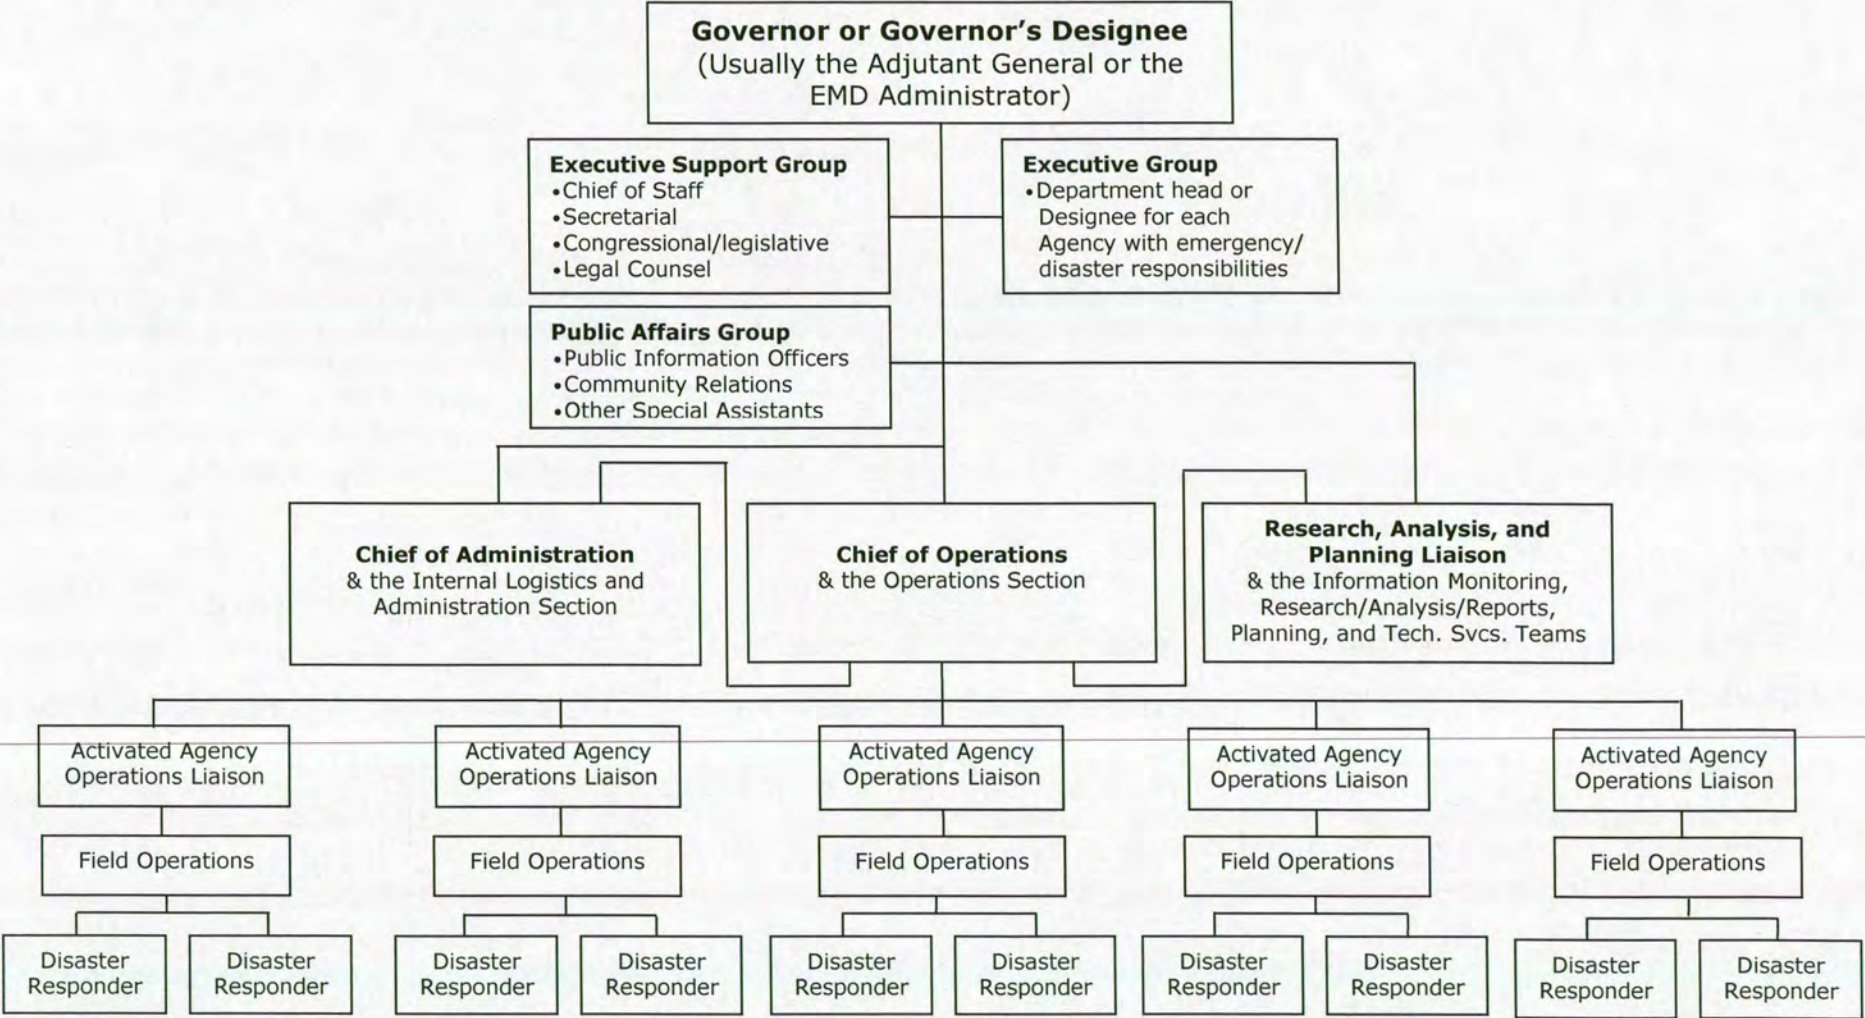 Governor or Governor's Designee
(Usually the Adjutant General or the
EMD Administrator)
Executive Support Group
•Chief of Staff
•Secretarial
•Congressional/legislative
•Legal Counsel
Executive Group
•Department head or
Designee for each
Agency with emergency/
disaster responsibilities
Public Affairs Group
•Public Information Officers
•Community Relations
•Other Special Assistants
Chief of Administration
& the Internal Logistics and
Administration Section
Chief of Operations
& the Operations Section
Research, Analysis, and
Planning Liaison
& the Information Monitoring,
Research/Analysis/Reports,
Planning, and Tech. Svcs. Teams
Activated Agency
Operations Liaison
Activated Agency
Operations Liaison
Activated Agency
Operations Liaison
Activated Agency
Operations Liaison
Activated Agency
Operations Liaison
Field Operations
Field Operations
Field Operations
Field Operations
Field Operations
Disaster
Responder
Disaster
Responder
Disaster
Responder
Disaster
Responder
Disaster
Responder
Disaster
Responder
Disaster
Responder
Disaster
Responder
Disaster
Responder
Disaster
Responder